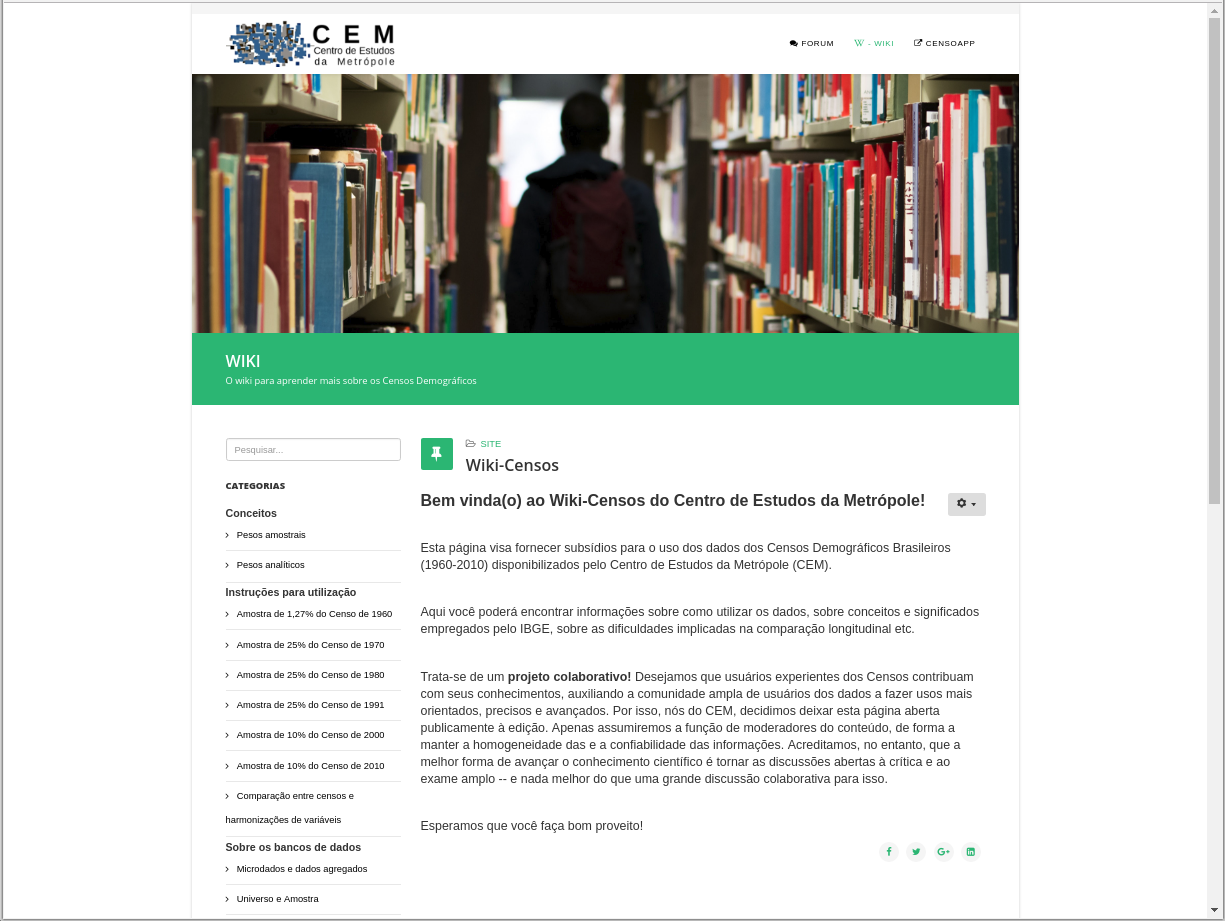 C E M
Centro de Estudos
da Metrópole
FORUM
W - WIKI
CENSOAPP
WIKI
O wiki para aprender mais sobre os Censos Demográficos
Pesquisar...
CATEGORIAS
Conceitos
Pesos amostrais
Pesos analíticos
Instruções para utilização
Amostra de 1,27% do Censo de 1960
Amostra de 25% do Censo de 1970
Amostra de 25% do Censo de 1980
Amostra de 25% do Censo de 1991
Amostra de 10% do Censo de 2000
Amostra de 10% do Censo de 2010
Comparação entre censos e
harmonizações de variáveis
Sobre os bancos de dados
Microdados e dados agregados
Universo e Amostra
SITE
Wiki-Censos
Bem vinda(o) ao Wiki-Censos do Centro de Estudos da Metrópole!
Esta página visa fornecer subsídios para o uso dos dados dos Censos Demográficos Brasileiros
(1960-2010) disponibilizados pelo Centro de Estudos da Metrópole (CEM).
Aqui você poderá encontrar informações sobre como utilizar os dados, sobre conceitos e significados
empregados pelo IBGE, sobre as dificuldades implicadas na comparação longitudinal etc.
Trata-se de um projeto colaborativo! Desejamos que usuários experientes dos Censos contribuam
com seus conhecimentos, auxiliando a comunidade ampla de usuários dos dados a fazer usos mais
orientados, precisos e avançados. Por isso, nós do CEM, decidimos deixar esta página aberta
publicamente à edição. Apenas assumiremos a função de moderadores do conteúdo, de forma a
manter a homogeneidade das e a confiabilidade das informações. Acreditamos, no entanto, que a
melhor forma de avançar o conhecimento científico é tornar as discussões abertas à crítica e ao
exame amplo -- e nada melhor do que uma grande discussão colaborativa para isso.
Esperamos que você faça bom proveito!